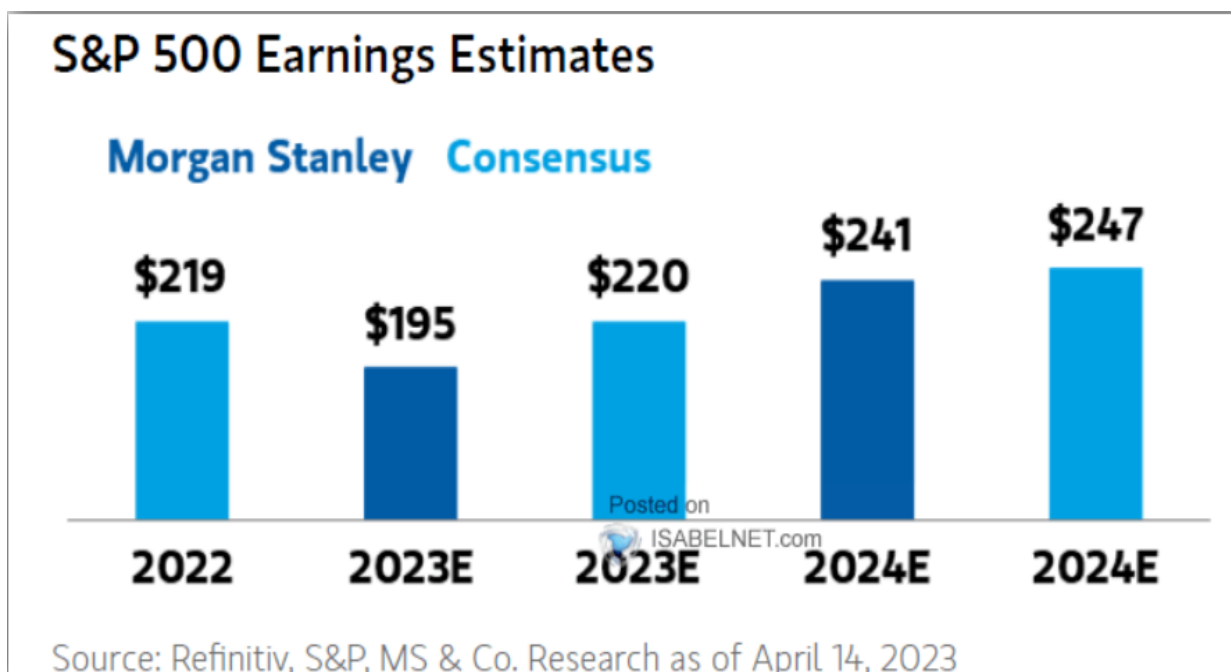 S&P 500 Earnings Estimates
Morgan Stanley Consensus
$219 $195 $220 $241 $247
Posted on
ISABELNET.com
2022 2023E 2023E 2024E 2024E
Source: Refinitiv, S&P, MS & Co. Research as of April 14, 2023